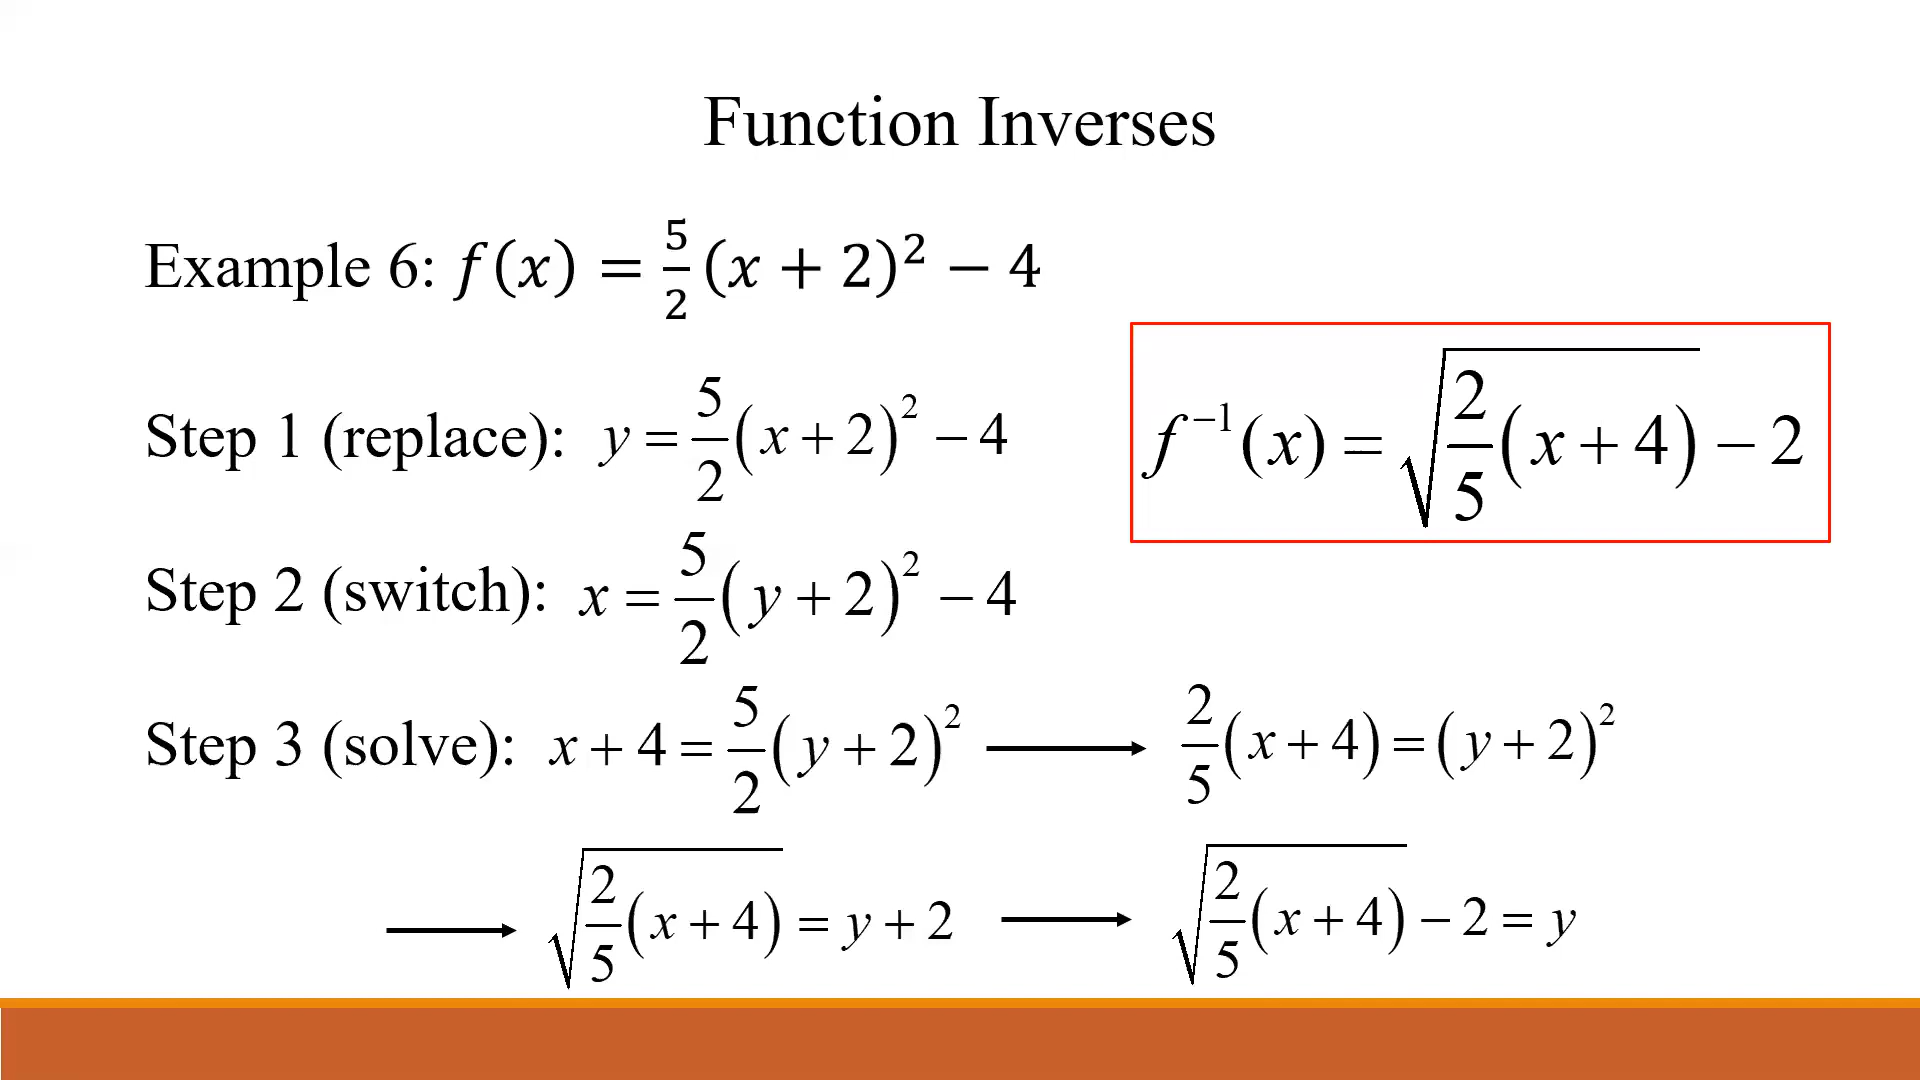 Function Inverses
Example 6: f(x) = 5/2 (x + 2)² − 4
Step 1 (replace): y = 5/2 (x + 2)² − 4
f⁻¹(x) = √(2/5 (x + 4)) − 2
Step 2 (switch): x = 5/2 (y + 2)² − 4
Step 3 (solve): x + 4 = 5/2 (y + 2)² ⟶ 2/5 (x + 4) = (y + 2)²
⟶ √(2/5 (x + 4)) = y + 2 ⟶ √(2/5 (x + 4)) − 2 = y